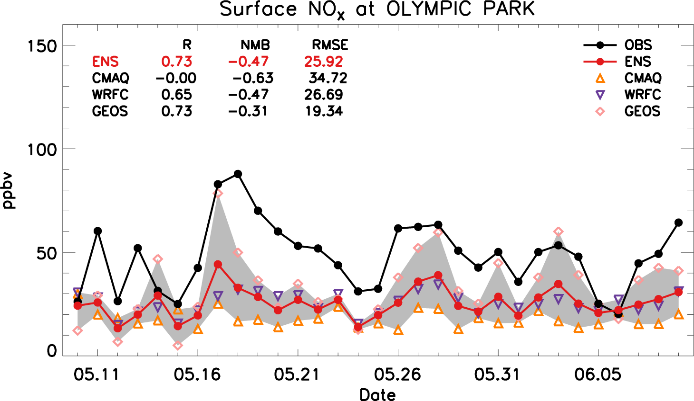 Surface NOx at OLYMPIC PARK
150
100
50
0
ppbv
R NMB RMSE
ENS 0.73 −0.47 25.92
CMAQ −0.00 −0.63 34.72
WRFC 0.65 −0.47 26.69
GEOS 0.73 −0.31 19.34
OBS
ENS
CMAQ
WRFC
GEOS
05.11 05.16 05.21 05.26 05.31 06.05
Date